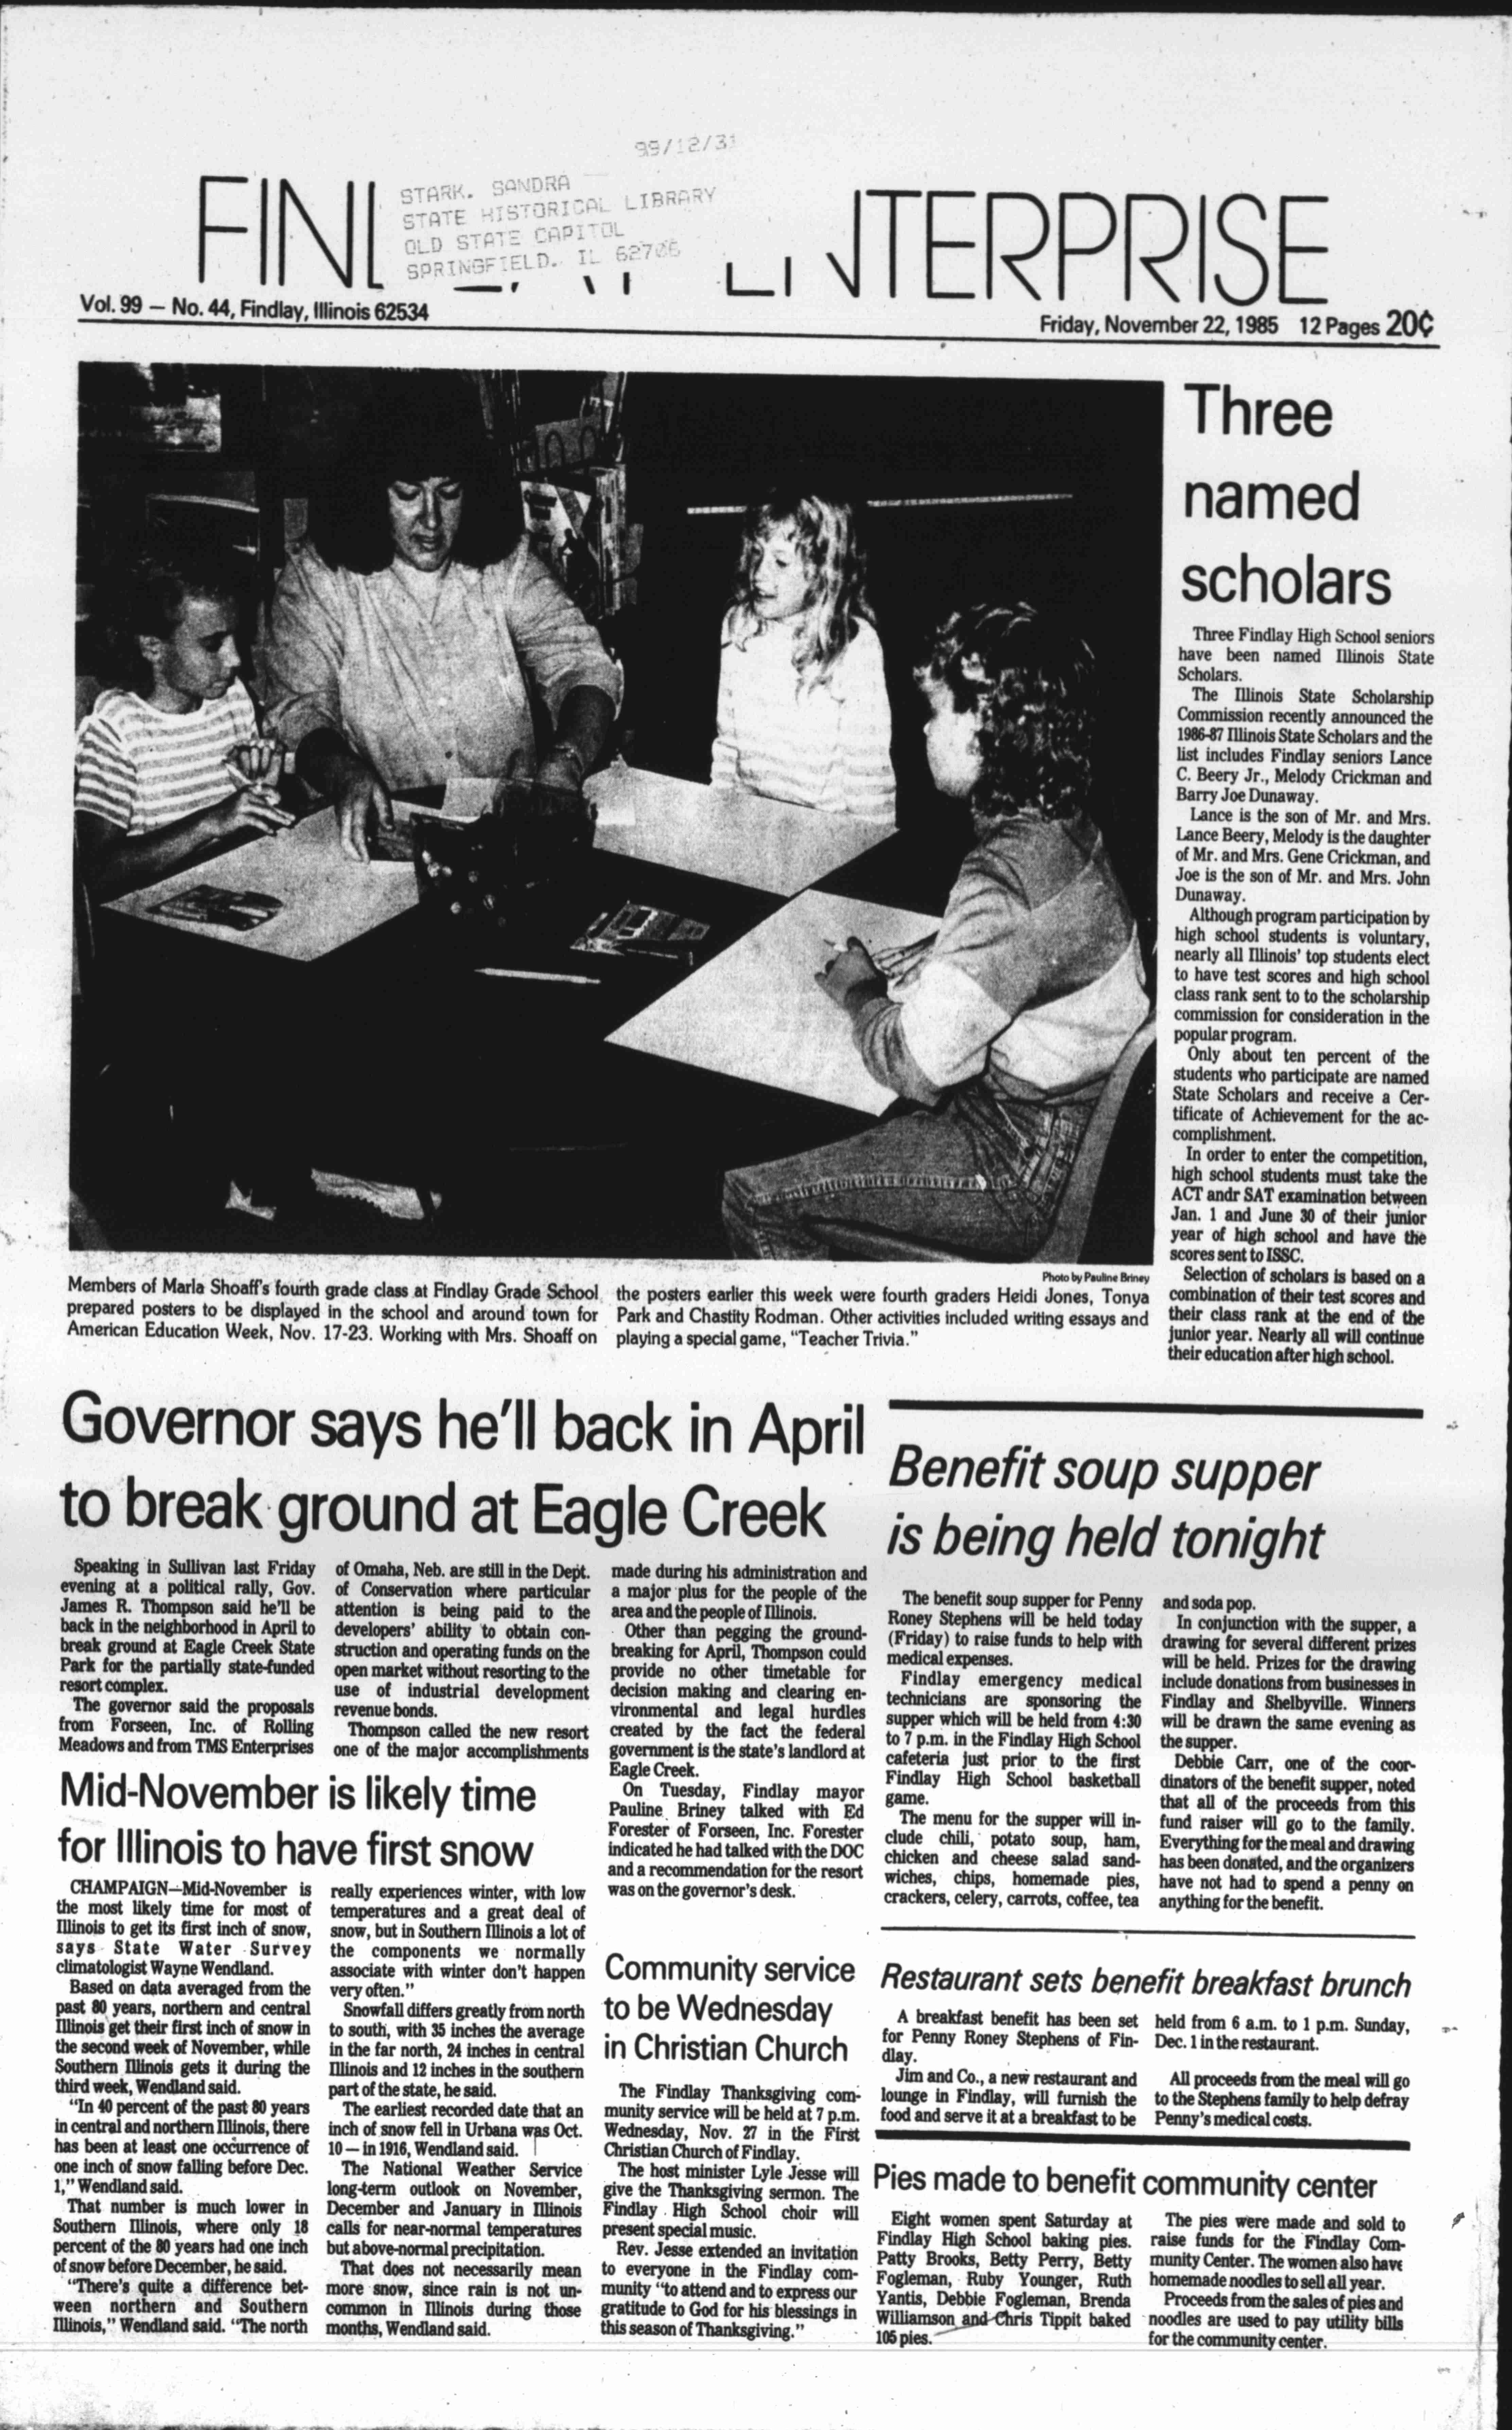 99/12/31
STARK. SANDRA
STATE HISTORICAL LIBRARY
OLD STATE CAPITOL
SPRINGFIELD. IL 62706
ENTERPRISE
Vol. 99 — No. 44, Findlay, Illinois 62534
Friday, November 22, 1985 12 Pages 20¢
Photo by Pauline Briney
Members of Marla Shoaff's fourth grade class at Findlay Grade School
prepared posters to be displayed in the school and around town for
American Education Week, Nov. 17-23. Working with Mrs. Shoaff on
the posters earlier this week were fourth graders Heidi Jones, Tonya
Park and Chastity Rodman. Other activities included writing essays and
playing a special game, "Teacher Trivia."
Three
named
scholars
Three Findlay High School seniors
have been named Illinois State
Scholars.
The Illinois State Scholarship
Commission recently announced the
1986-87 Illinois State Scholars and the
list includes Findlay seniors Lance
C. Beery Jr., Melody Crickman and
Barry Joe Dunaway.
Lance is the son of Mr. and Mrs.
Lance Beery, Melody is the daughter
of Mr. and Mrs. Gene Crickman, and
Joe is the son of Mr. and Mrs. John
Dunaway.
Although program participation by
high school students is voluntary,
nearly all Illinois' top students elect
to have test scores and high school
class rank sent to to the scholarship
commission for consideration in the
popular program.
Only about ten percent of the
students who participate are named
State Scholars and receive a Cer-
tificate of Achievement for the ac-
complishment.
In order to enter the competition,
high school students must take the
ACT andr SAT examination between
Jan. 1 and June 30 of their junior
year of high school and have the
scores sent to ISSC.
Selection of scholars is based on a
combination of their test scores and
their class rank at the end of the
junior year. Nearly all will continue
their education after high school.
Governor says he'll back in April
to break ground at Eagle Creek
Speaking in Sullivan last Friday
evening at a political rally, Gov.
James R. Thompson said he'll be
back in the neighborhood in April to
break ground at Eagle Creek State
Park for the partially state-funded
resort complex.
The governor said the proposals
from Forseen, Inc. of Rolling
Meadows and from TMS Enterprises
of Omaha, Neb. are still in the Dept.
of Conservation where particular
attention is being paid to the
developers' ability to obtain con-
struction and operating funds on the
open market without resorting to the
use of industrial development
revenue bonds.
Thompson called the new resort
one of the major accomplishments
made during his administration and
a major plus for the people of the
area and the people of Illinois.
Other than pegging the ground-
breaking for April, Thompson could
provide no other timetable for
decision making and clearing en-
vironmental and legal hurdles
created by the fact the federal
government is the state's landlord at
Eagle Creek.
On Tuesday, Findlay mayor
Pauline Briney talked with Ed
Forester of Forseen, Inc. Forester
indicated he had talked with the DOC
and a recommendation for the resort
was on the governor's desk.
Mid-November is likely time
for Illinois to have first snow
CHAMPAIGN—Mid-November is
the most likely time for most of
Illinois to get its first inch of snow,
says State Water Survey
climatologist Wayne Wendland.
Based on data averaged from the
past 80 years, northern and central
Illinois get their first inch of snow in
the second week of November, while
Southern Illinois gets it during the
third week, Wendland said.
"In 40 percent of the past 80 years
in central and northern Illinois, there
has been at least one occurrence of
one inch of snow falling before Dec.
1," Wendland said.
That number is much lower in
Southern Illinois, where only 18
percent of the 80 years had one inch
of snow before December, he said.
"There's quite a difference bet-
ween northern and Southern
Illinois," Wendland said. "The north
really experiences winter, with low
temperatures and a great deal of
snow, but in Southern Illinois a lot of
the components we normally
associate with winter don't happen
very often."
Snowfall differs greatly from north
to south, with 35 inches the average
in the far north, 24 inches in central
Illinois and 12 inches in the southern
part of the state, he said.
The earliest recorded date that an
inch of snow fell in Urbana was Oct.
10 — in 1916, Wendland said.
The National Weather Service
long-term outlook on November,
December and January in Illinois
calls for near-normal temperatures
but above-normal precipitation.
That does not necessarily mean
more snow, since rain is not un-
common in Illinois during those
months, Wendland said.
Community service
to be Wednesday
in Christian Church
The Findlay Thanksgiving com-
munity service will be held at 7 p.m.
Wednesday, Nov. 27 in the First
Christian Church of Findlay.
The host minister Lyle Jesse will
give the Thanksgiving sermon. The
Findlay High School choir will
present special music.
Rev. Jesse extended an invitation
to everyone in the Findlay com-
munity "to attend and to express our
gratitude to God for his blessings in
this season of Thanksgiving."
Benefit soup supper
is being held tonight
The benefit soup supper for Penny
Roney Stephens will be held today
(Friday) to raise funds to help with
medical expenses.
Findlay emergency medical
technicians are sponsoring the
supper which will be held from 4:30
to 7 p.m. in the Findlay High School
cafeteria just prior to the first
Findlay High School basketball
game.
The menu for the supper will in-
clude chili, potato soup, ham,
chicken and cheese salad sand-
wiches, chips, homemade pies,
crackers, celery, carrots, coffee, tea
and soda pop.
In conjunction with the supper, a
drawing for several different prizes
will be held. Prizes for the drawing
include donations from businesses in
Findlay and Shelbyville. Winners
will be drawn the same evening as
the supper.
Debbie Carr, one of the coor-
dinators of the benefit supper, noted
that all of the proceeds from this
fund raiser will go to the family.
Everything for the meal and drawing
has been donated, and the organizers
have not had to spend a penny on
anything for the benefit.
Restaurant sets benefit breakfast brunch
A breakfast benefit has been set
for Penny Roney Stephens of Fin-
dlay.
Jim and Co., a new restaurant and
lounge in Findlay, will furnish the
food and serve it at a breakfast to be
held from 6 a.m. to 1 p.m. Sunday,
Dec. 1 in the restaurant.
All proceeds from the meal will go
to the Stephens family to help defray
Penny's medical costs.
Pies made to benefit community center
Eight women spent Saturday at
Findlay High School baking pies.
Patty Brooks, Betty Perry, Betty
Fogleman, Ruby Younger, Ruth
Yantis, Debbie Fogleman, Brenda
Williamson and Chris Tippit baked
105 pies.
The pies were made and sold to
raise funds for the Findlay Com-
munity Center. The women also have
homemade noodles to sell all year.
Proceeds from the sales of pies and
noodles are used to pay utility bills
for the community center.